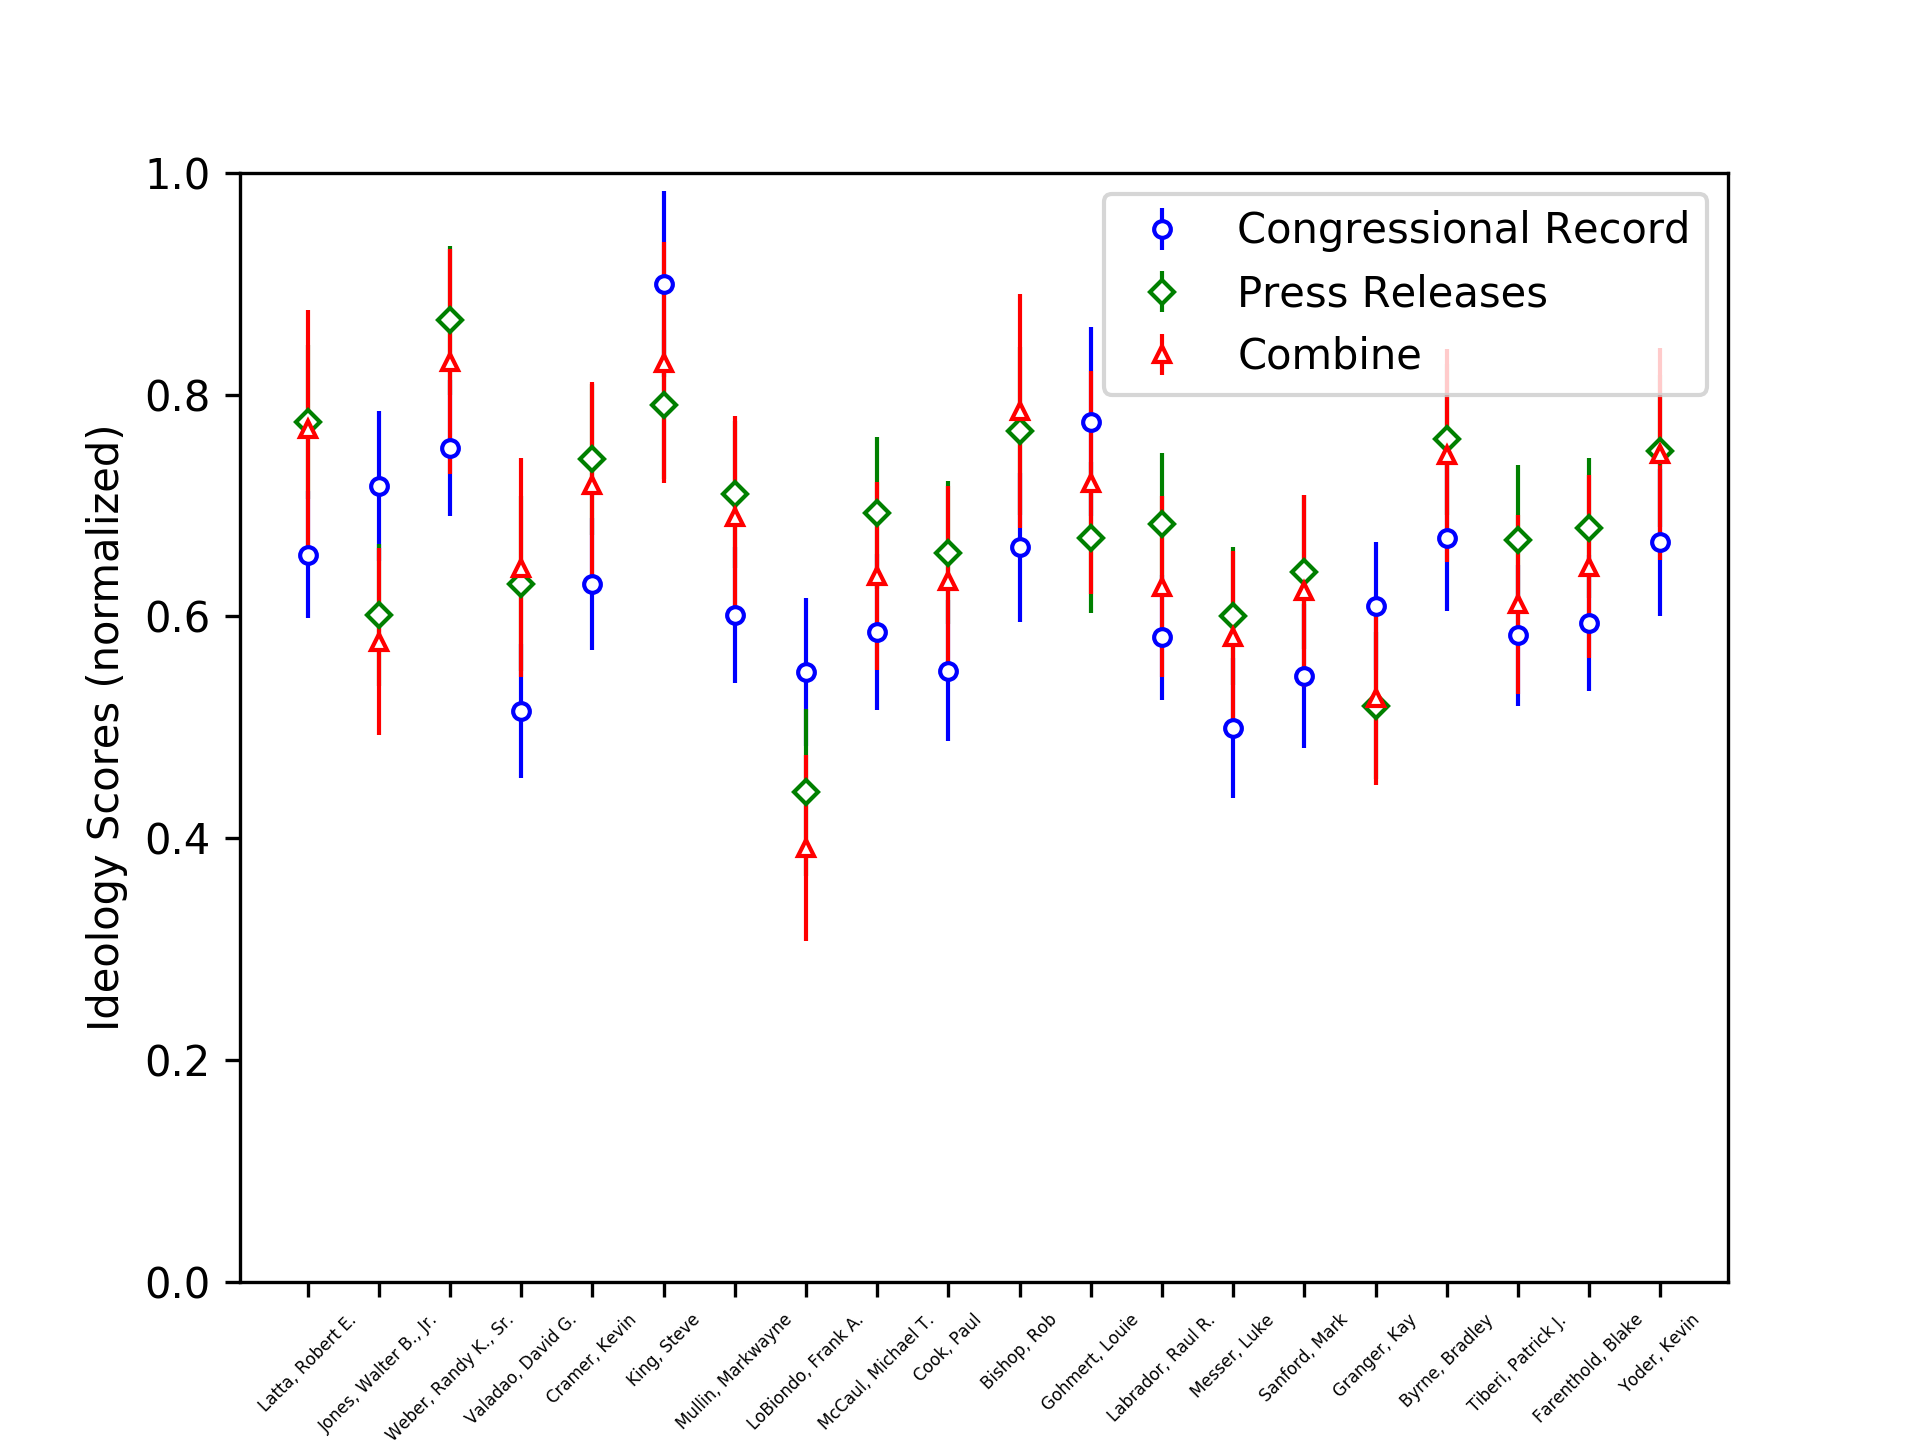 Ideology Scores (normalized)
1.0
0.8
0.6
0.4
0.2
0.0
Congressional Record
Press Releases
Combine
Latta, Robert E.
Jones, Walter B., Jr.
Weber, Randy K., Sr.
Valadao, David G.
Cramer, Kevin
King, Steve
Mullin, Markwayne
LoBiondo, Frank A.
McCaul, Michael T.
Cook, Paul
Bishop, Rob
Gohmert, Louie
Labrador, Raul R.
Messer, Luke
Sanford, Mark
Granger, Kay
Byrne, Bradley
Tiberi, Patrick J.
Farenthold, Blake
Yoder, Kevin